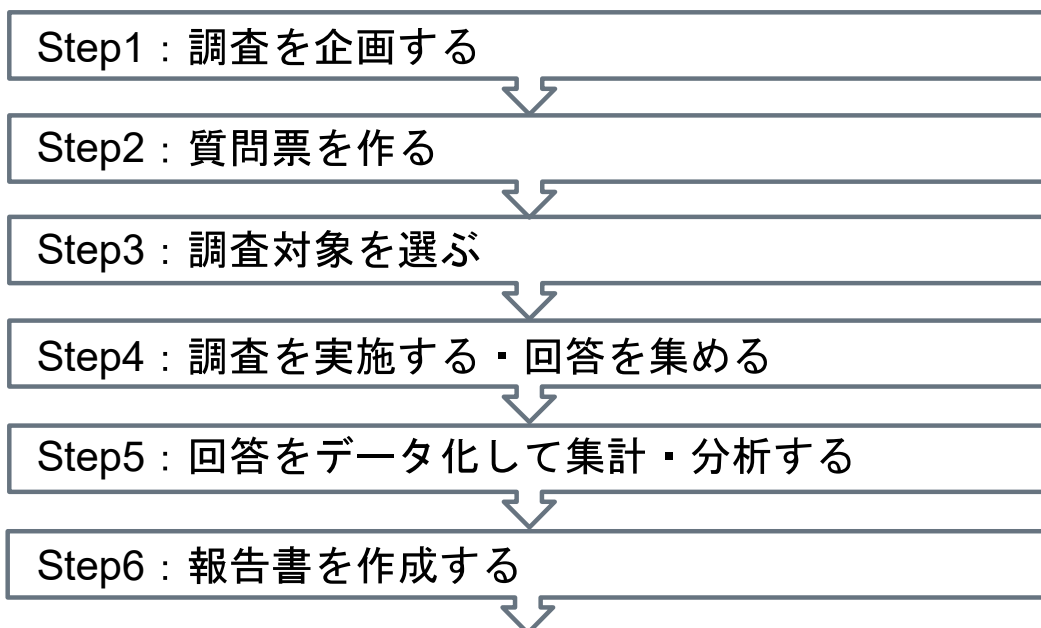 Step1：調査を企画する
Step2：質問票を作る
Step3：調査対象を選ぶ
Step4：調査を実施する・回答を集める
Step5：回答をデータ化して集計・分析する
Step6：報告書を作成する